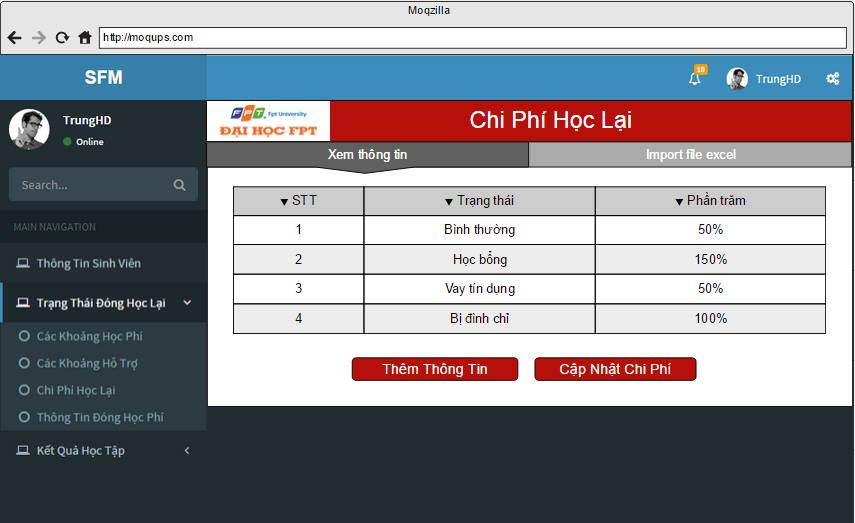 Moqzilla
http://moqups.com
SFM
10
TrungHD
TrungHD
Online
Search...
MAIN NAVIGATION
Thông Tin Sinh Viên
Trạng Thái Đóng Học Lại
Các Khoảng Học Phí
Các Khoảng Hỗ Trợ
Chi Phí Học Lại
Thông Tin Đóng Học Phí
Kết Quả Học Tập
FPT. Fpt University
ĐẠI HỌC FPT
Chi Phí Học Lại
Xem thông tin Import file excel
▼ STT ▼ Trạng thái ▼ Phần trăm
1 Bình thường 50%
2 Học bổng 150%
3 Vay tín dụng 50%
4 Bị đình chỉ 100%
Thêm Thông Tin Cập Nhật Chi Phí